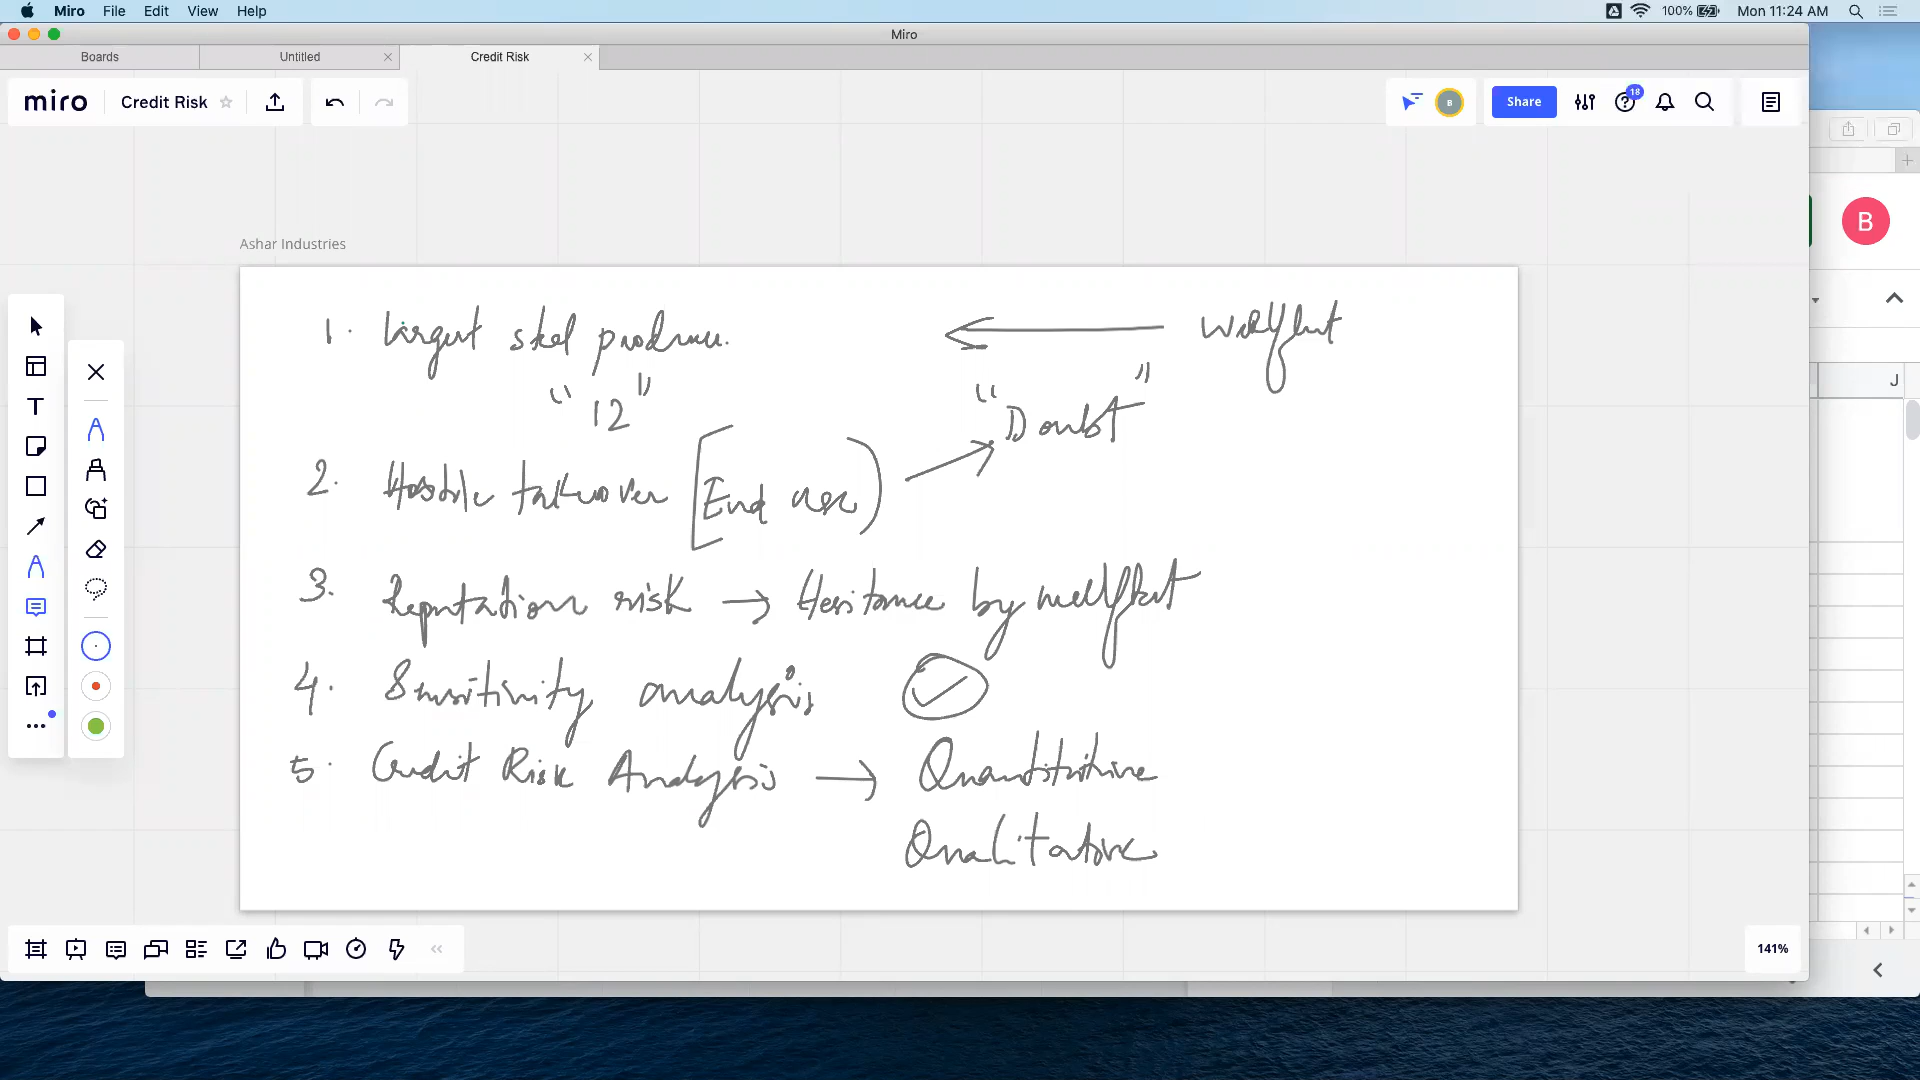 Miro File Edit View Help 100% Mon 11:24 AM
Miro
Boards Untitled Credit Risk
miro Credit Risk B Share 18
B
J
Ashar Industries
1. largest steel producer.
"12" "Doubt"
2. Hostile takeover [End use)
3. Reputation risk → Hesitance by
4. Sensitivity analysis
5. Credit Risk Analysis → Quantitative
Qualitative
141%